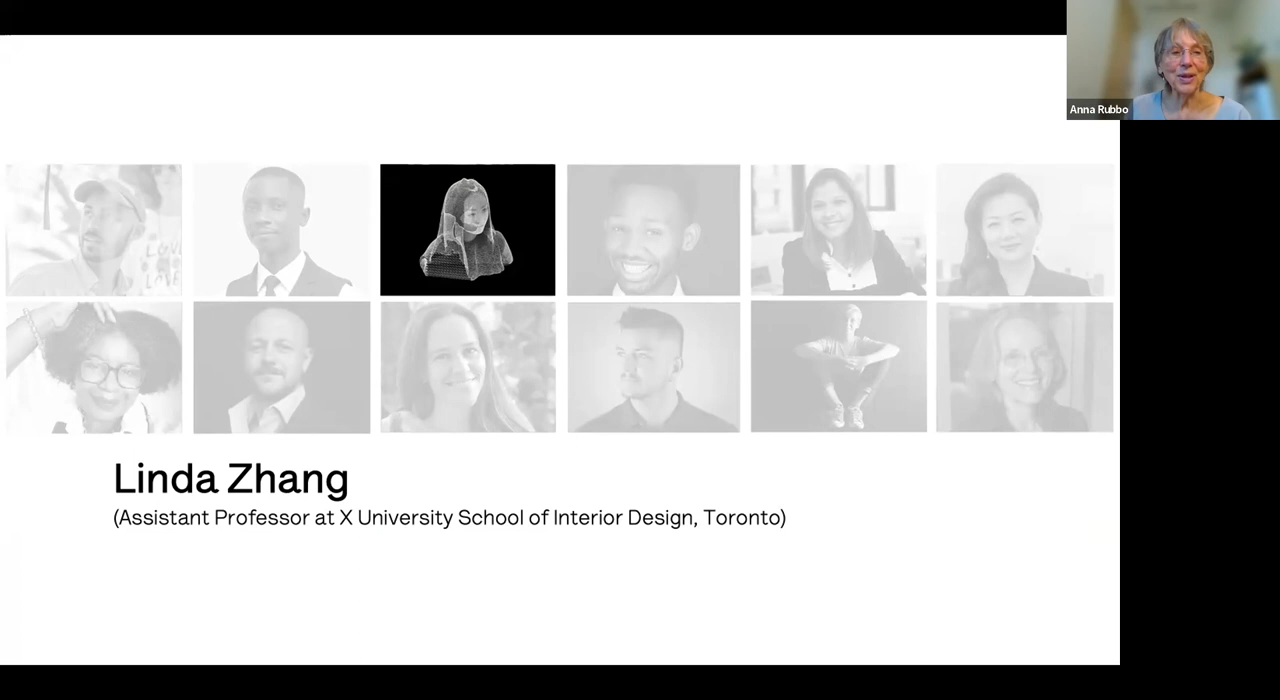 Anna Rubbo
Linda Zhang
(Assistant Professor at X University School of Interior Design, Toronto)